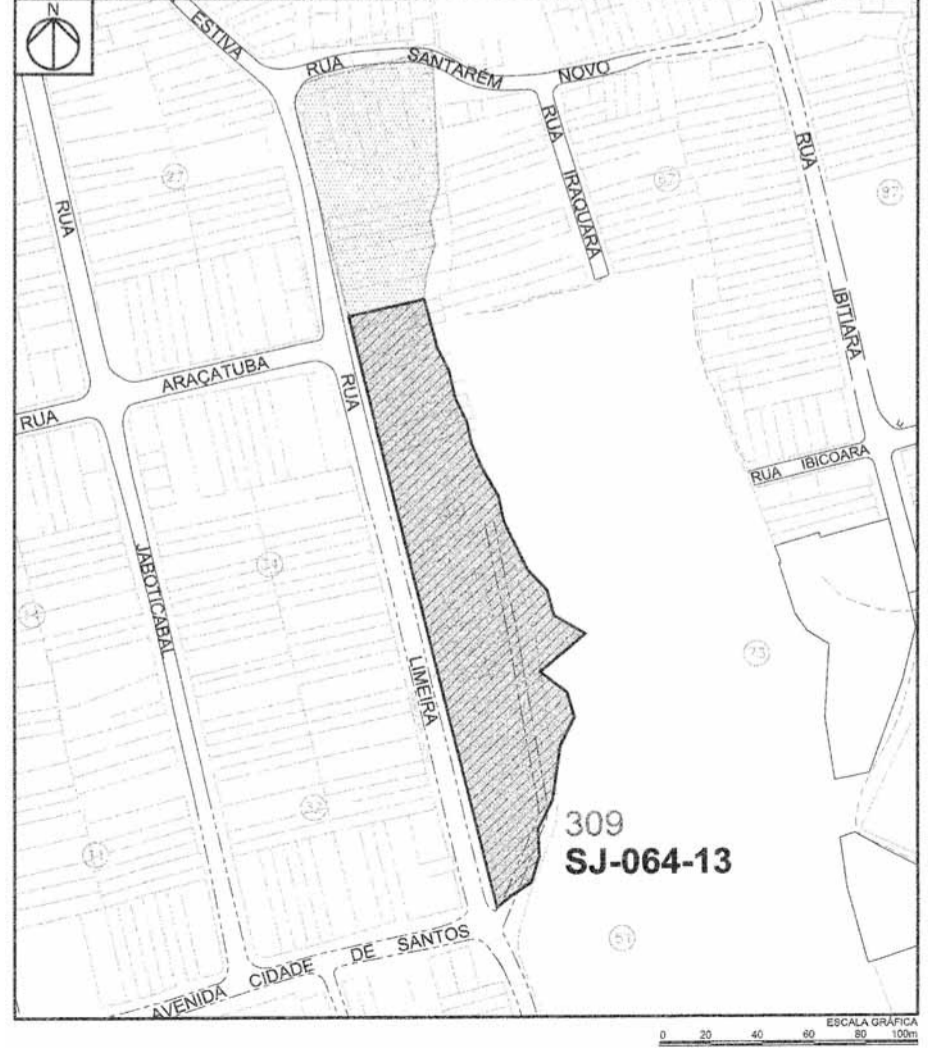 N
ESTIVA
RUA SANTARÉM NOVO
RUA IRAQUARA
RUA IBITIARA
RUA
RUA ARAÇATUBA
RUA LIMEIRA
RUA IBICOARA
JABOTICABAL
AVENIDA CIDADE DE SANTOS
309
SJ-064-13
73
ESCALA GRÁFICA
0 20 40 60 80 100m